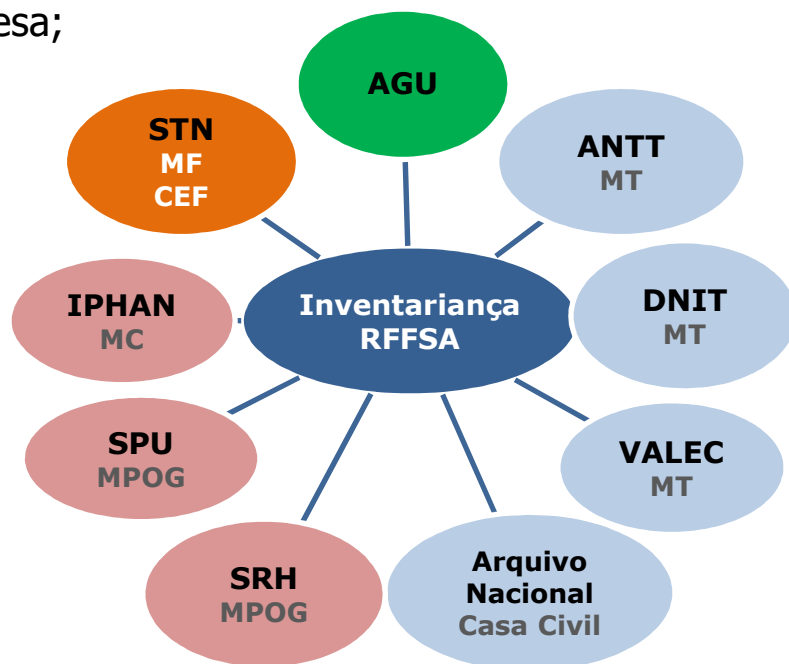 esa;
AGU
STN
MF
CEF
ANTT
MT
IPHAN
MC
Inventariança
RFFSA
DNIT
MT
SPU
MPOG
VALEC
MT
SRH
MPOG
Arquivo
Nacional
Casa Civil